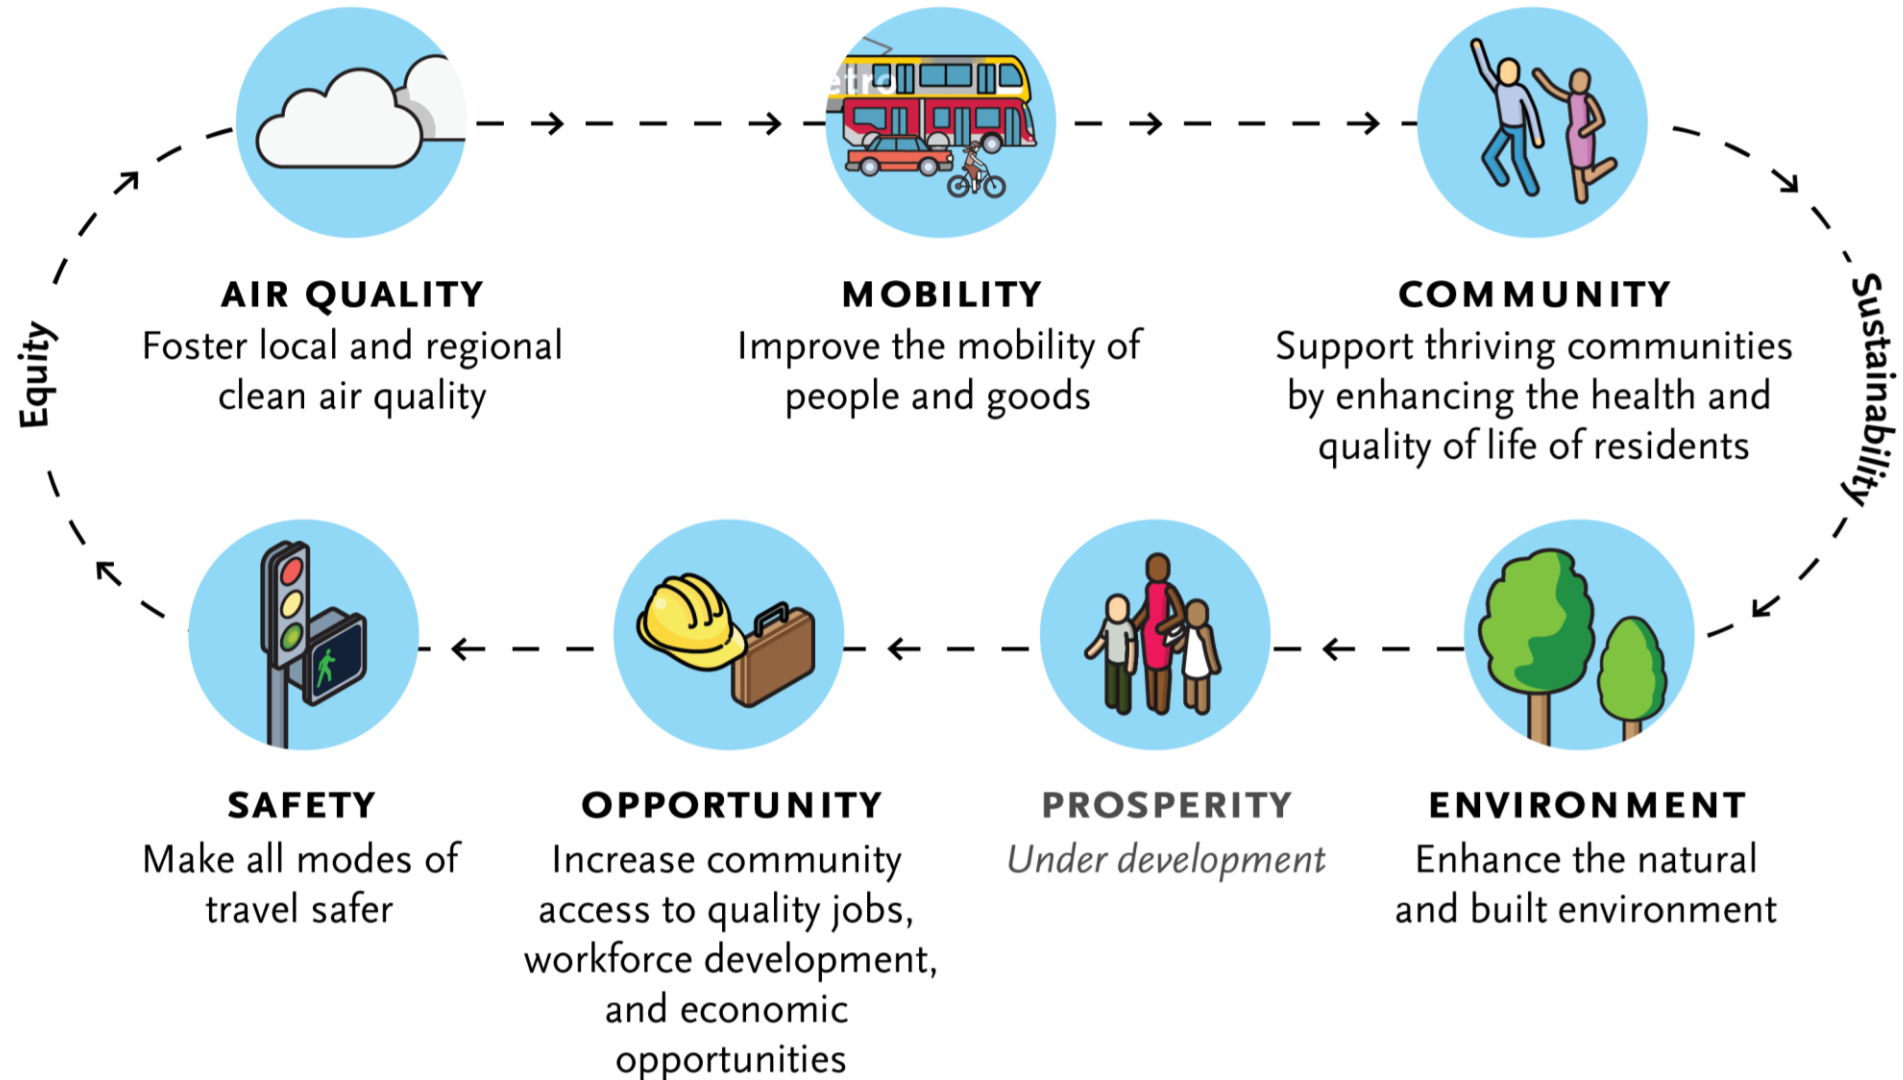 etro
AIR QUALITY
Foster local and regional
clean air quality
MOBILITY
Improve the mobility of
people and goods
COMMUNITY
Support thriving communities
by enhancing the health and
quality of life of residents
Equity
Sustainability
SAFETY
Make all modes of
travel safer
OPPORTUNITY
Increase community
access to quality jobs,
workforce development,
and economic
opportunities
PROSPERITY
Under development
ENVIRONMENT
Enhance the natural
and built environment